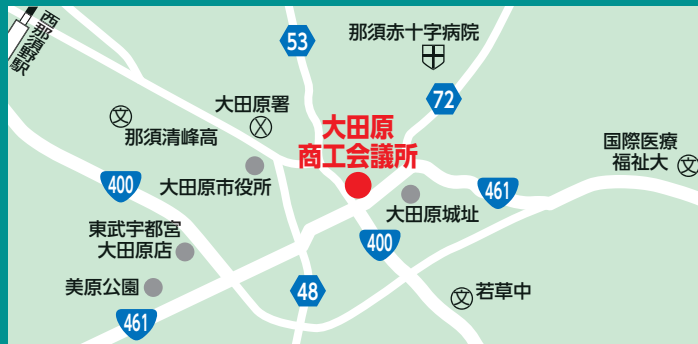 西那須野駅
53
那須赤十字病院
72
大田原署
文
那須清峰高
大田原
商工会議所
国際医療
福祉大
文
400
大田原市役所
461
大田原城址
東武宇都宮
大田原店
400
美原公園
48
文
若草中
461